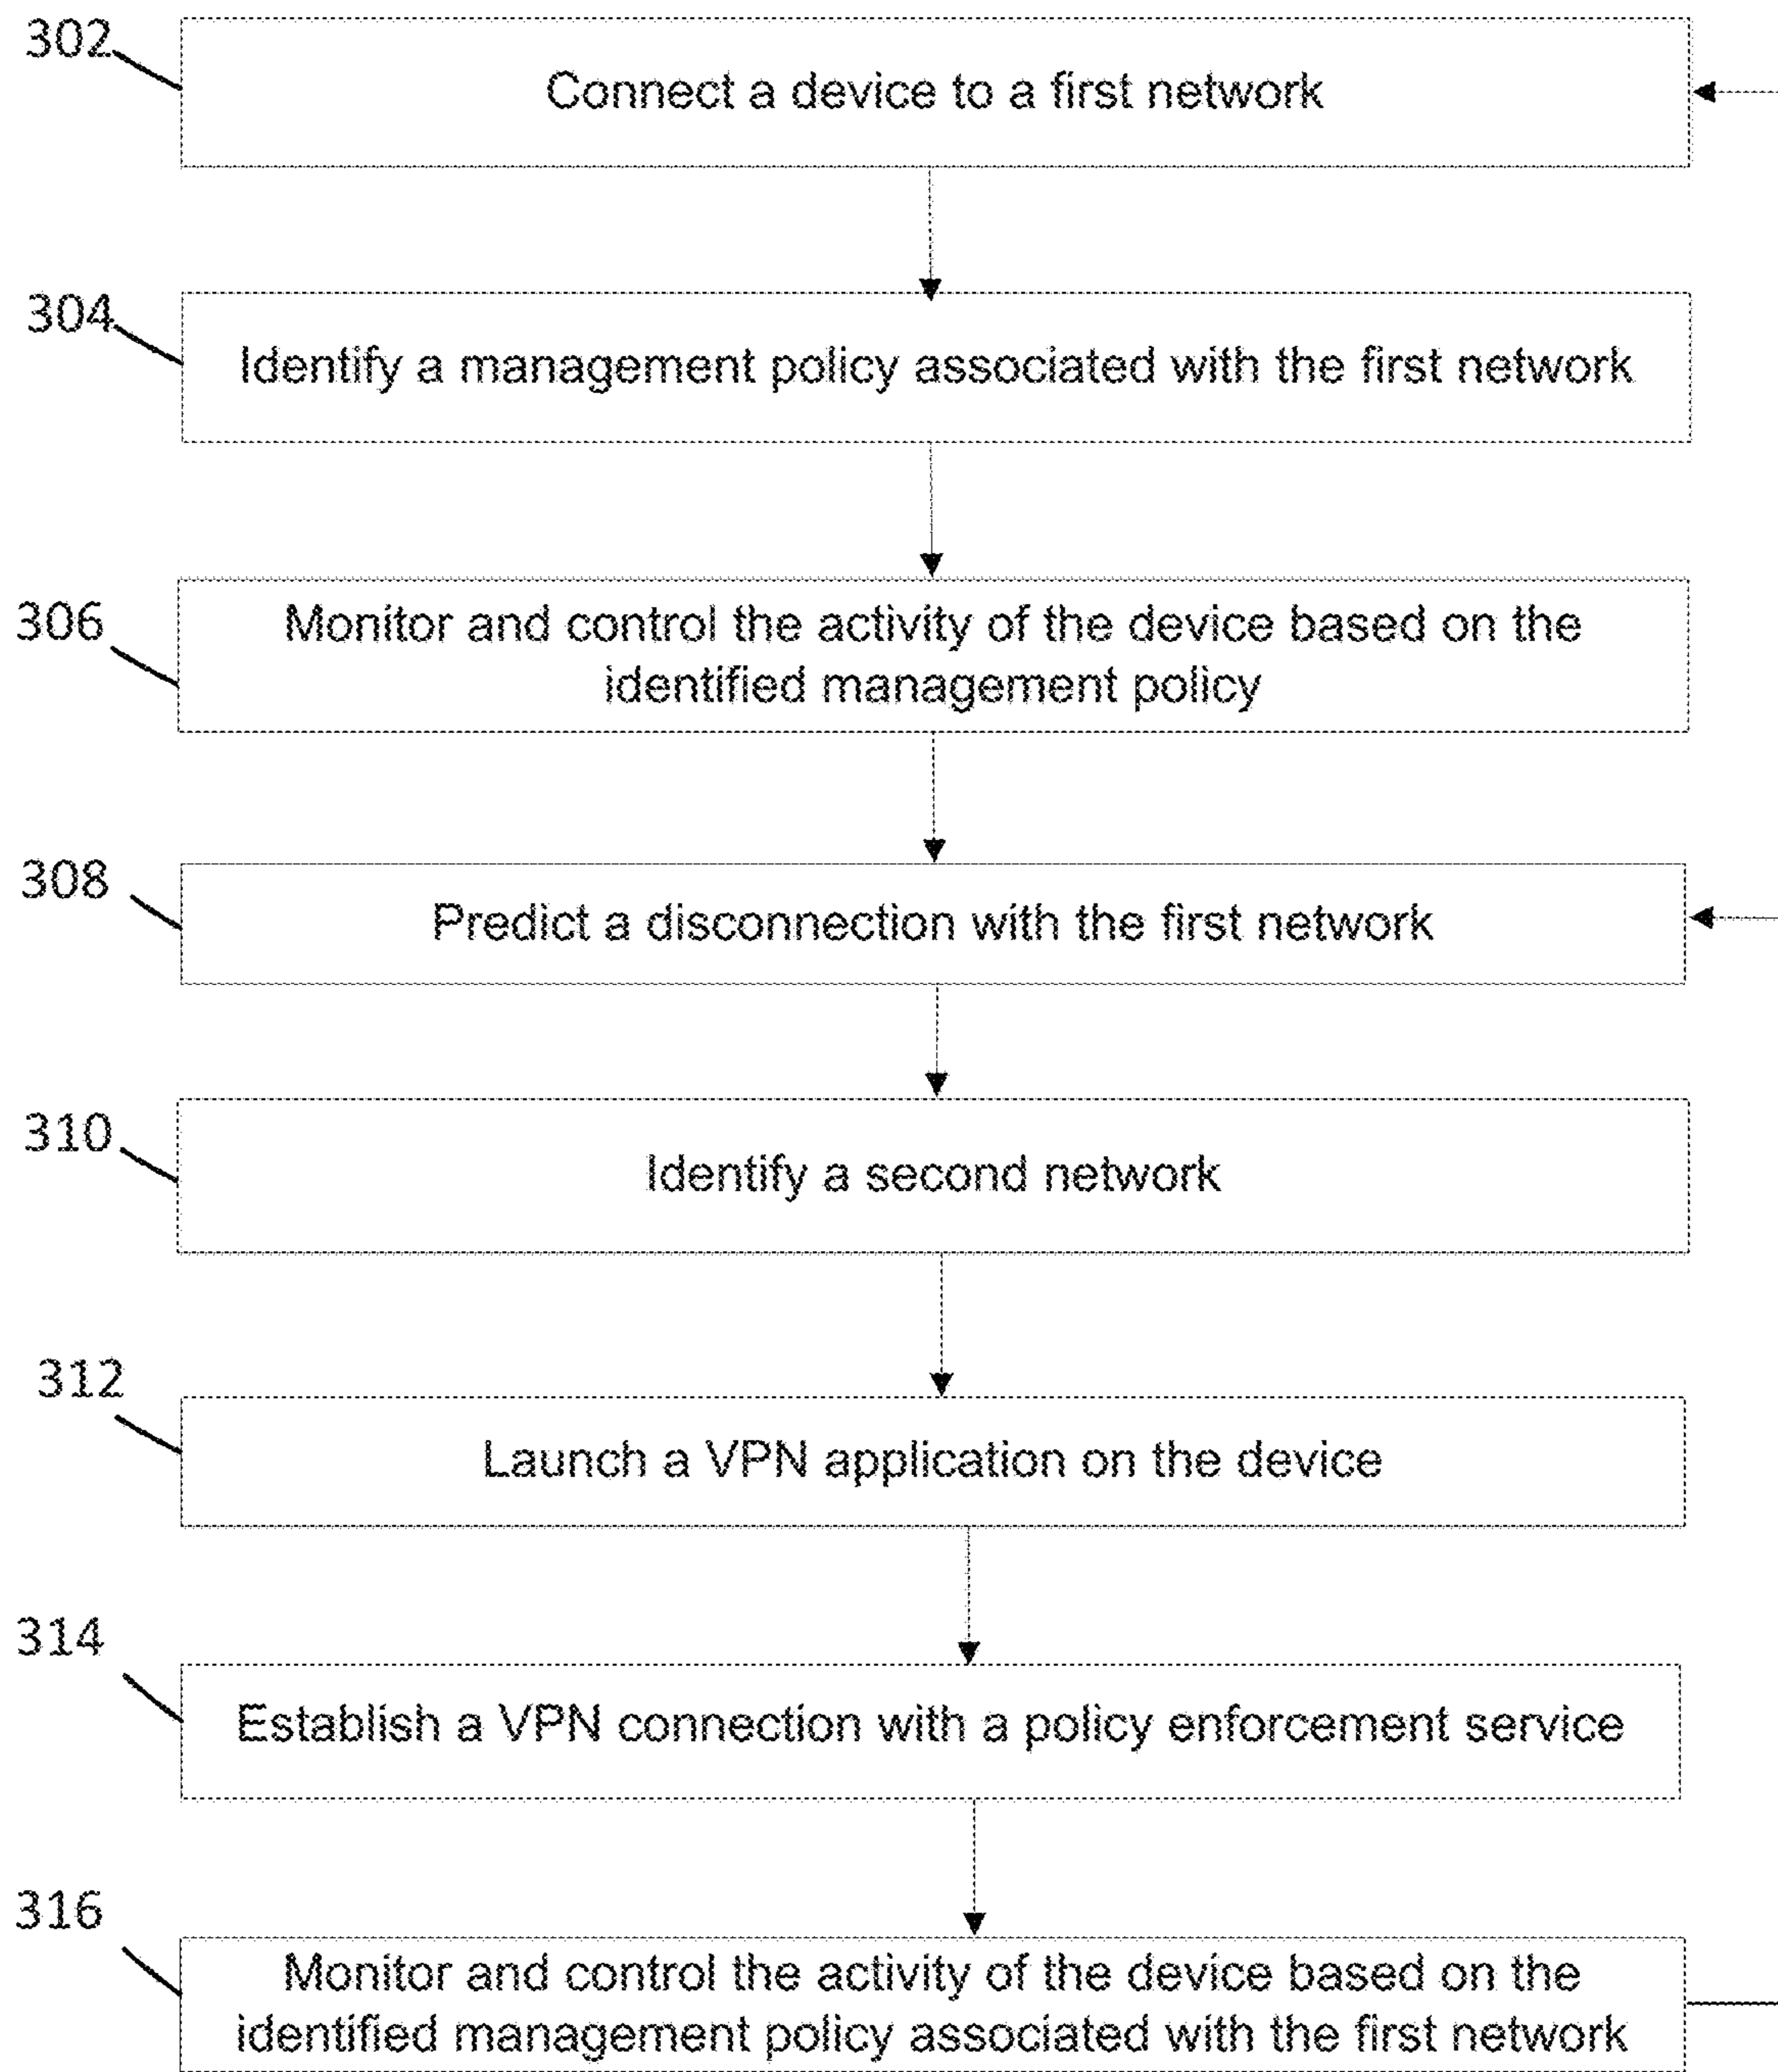 302
Connect a device to a first network
304
Identify a management policy associated with the first network
306
Monitor and control the activity of the device based on the
identified management policy
308
Predict a disconnection with the first network
310
Identify a second network
312
Launch a VPN application on the device
314
Establish a VPN connection with a policy enforcement service
316
Monitor and control the activity of the device based on the
identified management policy associated with the first network